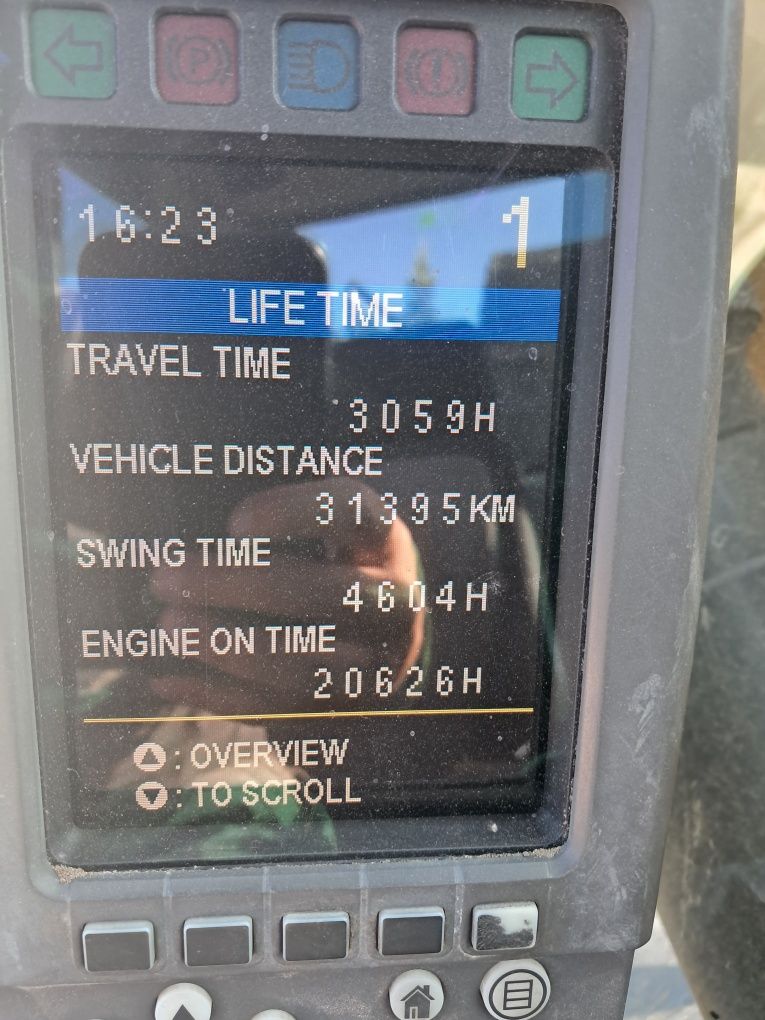 16:23
1
LIFE TIME
TRAVEL TIME
3059H
VEHICLE DISTANCE
31395KM
SWING TIME
4604H
ENGINE ON TIME
20626H
: OVERVIEW
: TO SCROLL